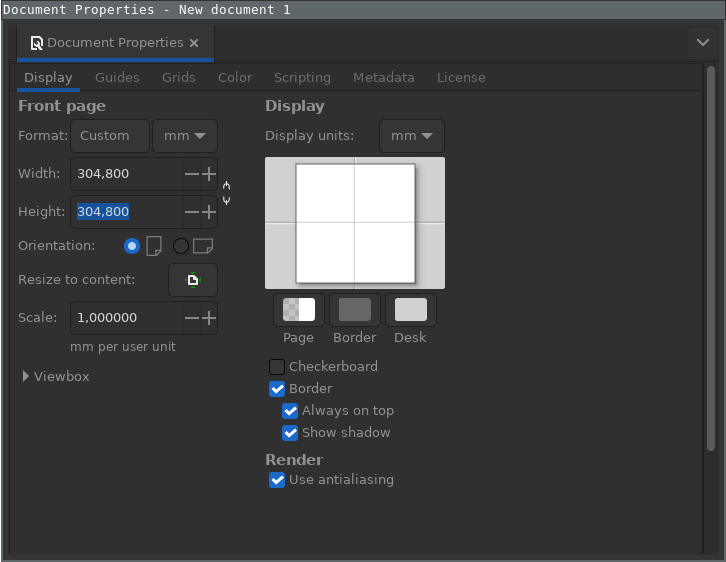 Document Properties - New document 1
Document Properties
Display Guides Grids Color Scripting Metadata License
Front page
Format: Custom mm
Width: 304,800
Height: 304,800
Orientation:
Resize to content:
Scale: 1,000000
mm per user unit
Viewbox
Display
Display units: mm
Page Border Desk
Checkerboard
Border
Always on top
Show shadow
Render
Use antialiasing